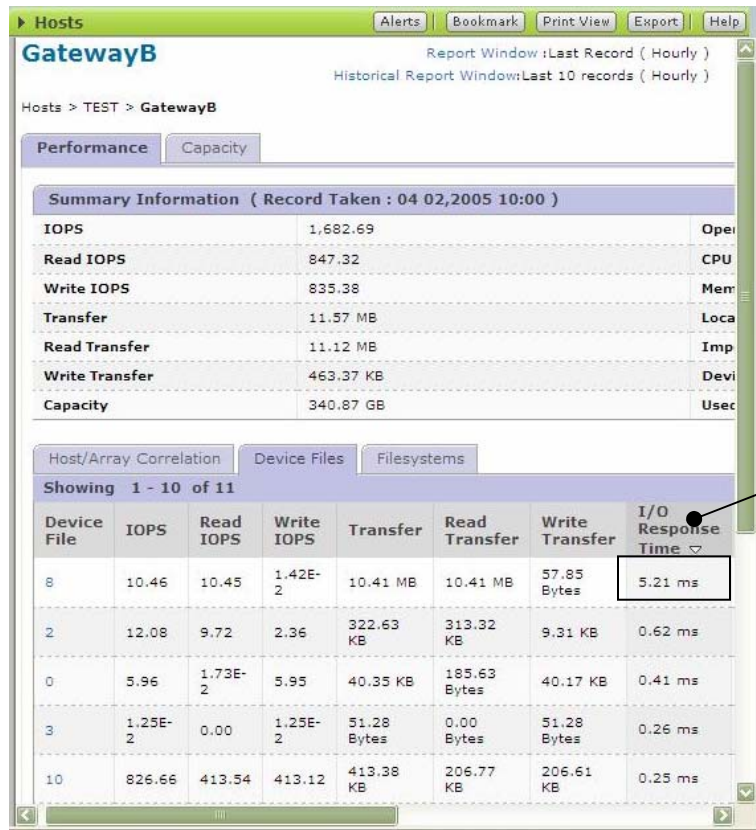 Hosts Alerts Bookmark Print View Export Help
GatewayB
Report Window :Last Record ( Hourly )
Historical Report Window:Last 10 records ( Hourly )
Hosts > TEST > GatewayB
Performance Capacity
Summary Information ( Record Taken : 04 02,2005 10:00 )
IOPS 1,682.69 Oper
Read IOPS 847.32 CPU
Write IOPS 835.38 Mem
Transfer 11.57 MB Loca
Read Transfer 11.12 MB Imp
Write Transfer 463.37 KB Devi
Capacity 340.87 GB Used
Host/Array Correlation Device Files Filesystems
Showing 1 - 10 of 11
Device File IOPS Read IOPS Write IOPS Transfer Read Transfer Write Transfer I/O Response Time
8 10.46 10.45 1.42E-2 10.41 MB 10.41 MB 57.85 Bytes 5.21 ms
2 12.08 9.72 2.36 322.63 KB 313.32 KB 9.31 KB 0.62 ms
0 5.96 1.73E-2 5.95 40.35 KB 185.63 Bytes 40.17 KB 0.41 ms
3 1.25E-2 0.00 1.25E-2 51.28 Bytes 0.00 Bytes 51.28 Bytes 0.26 ms
10 826.66 413.54 413.12 413.38 KB 206.77 KB 206.61 KB 0.25 ms